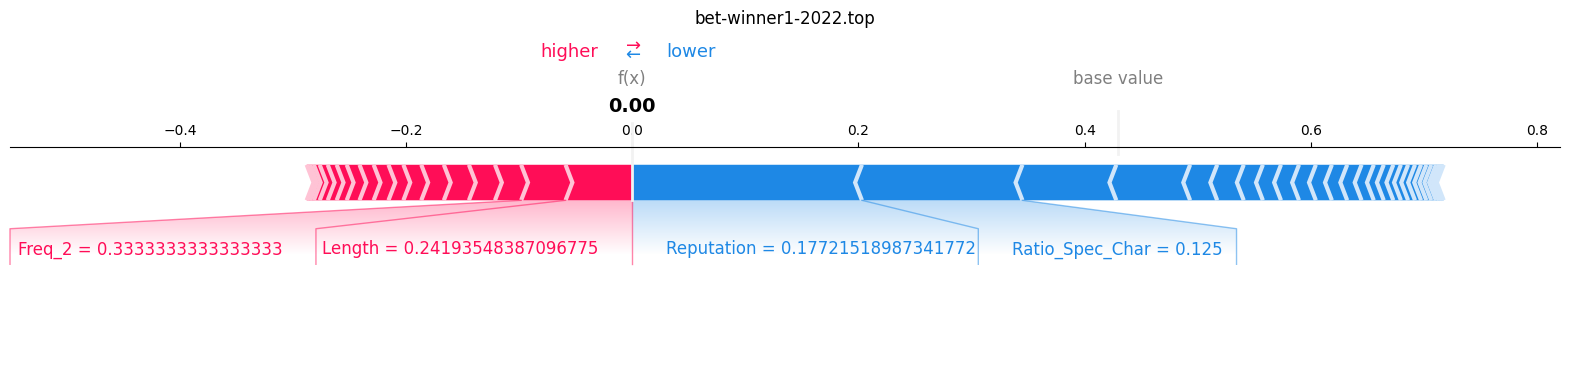 bet-winner1-2022.top
higher ⇄ lower
f(x) base value
0.00
−0.4 −0.2 0.0 0.2 0.4 0.6 0.8
Freq_2 = 0.3333333333333333 Length = 0.24193548387096775 Reputation = 0.17721518987341772 Ratio_Spec_Char = 0.125